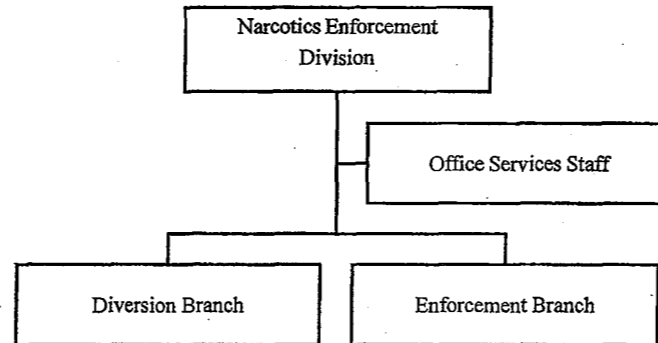 Narcotics Enforcement
Division
Office Services Staff
Diversion Branch
Enforcement Branch